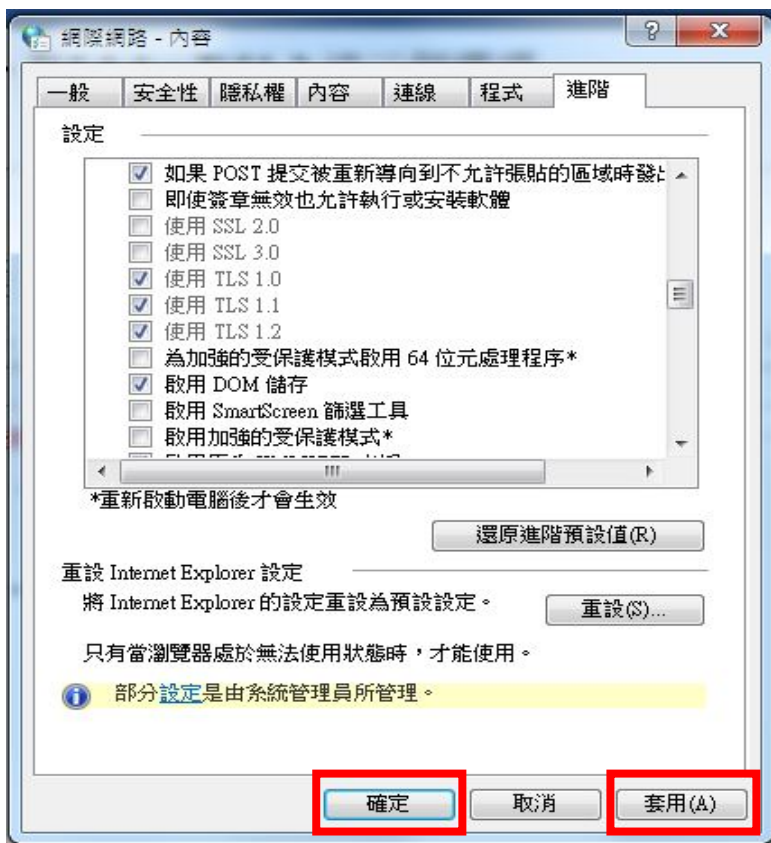 網際網路 - 內容
一般 安全性 隱私權 內容 連線 程式 進階
設定
如果 POST 提交被重新導向到不允許張貼的區域時發
即使簽章無效也允許執行或安裝軟體
使用 SSL 2.0
使用 SSL 3.0
使用 TLS 1.0
使用 TLS 1.1
使用 TLS 1.2
為加強的受保護模式啟用 64 位元處理程序*
啟用 DOM 儲存
啟用 SmartScreen 篩選工具
啟用加強的受保護模式*
*重新啟動電腦後才會生效
還原進階預設值(R)
重設 Internet Explorer 設定
將 Internet Explorer 的設定重設為預設設定。
重設(S)...
只有當瀏覽器處於無法使用狀態時，才能使用。
部分設定是由系統管理員所管理。
確定 取消 套用(A)